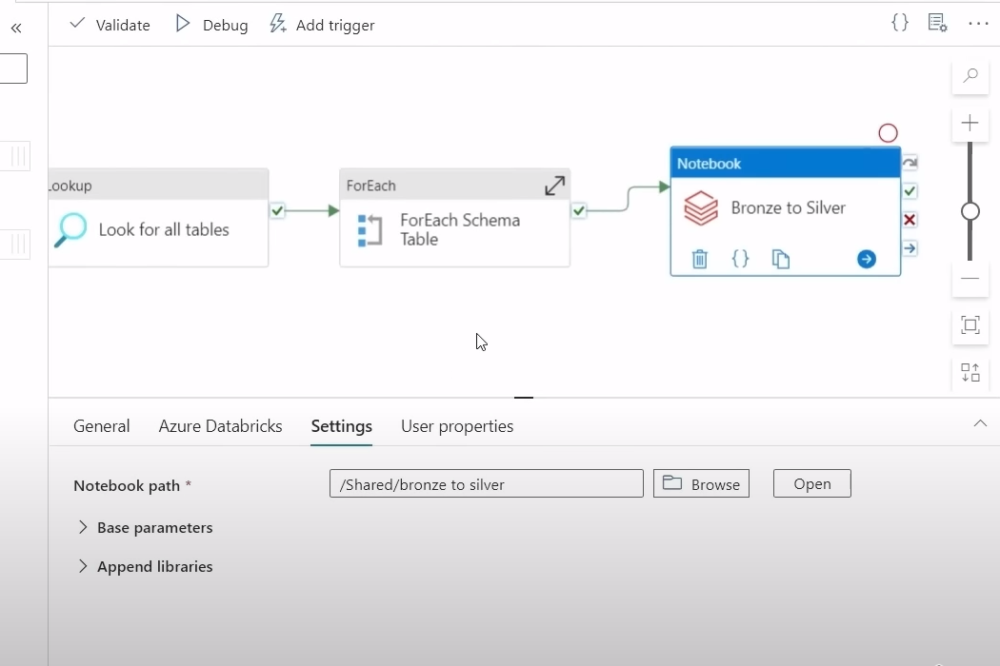 Validate Debug Add trigger
Lookup
Look for all tables
ForEach
ForEach Schema
Table
Notebook
Bronze to Silver
General Azure Databricks Settings User properties
Notebook path * /Shared/bronze to silver Browse Open
Base parameters
Append libraries